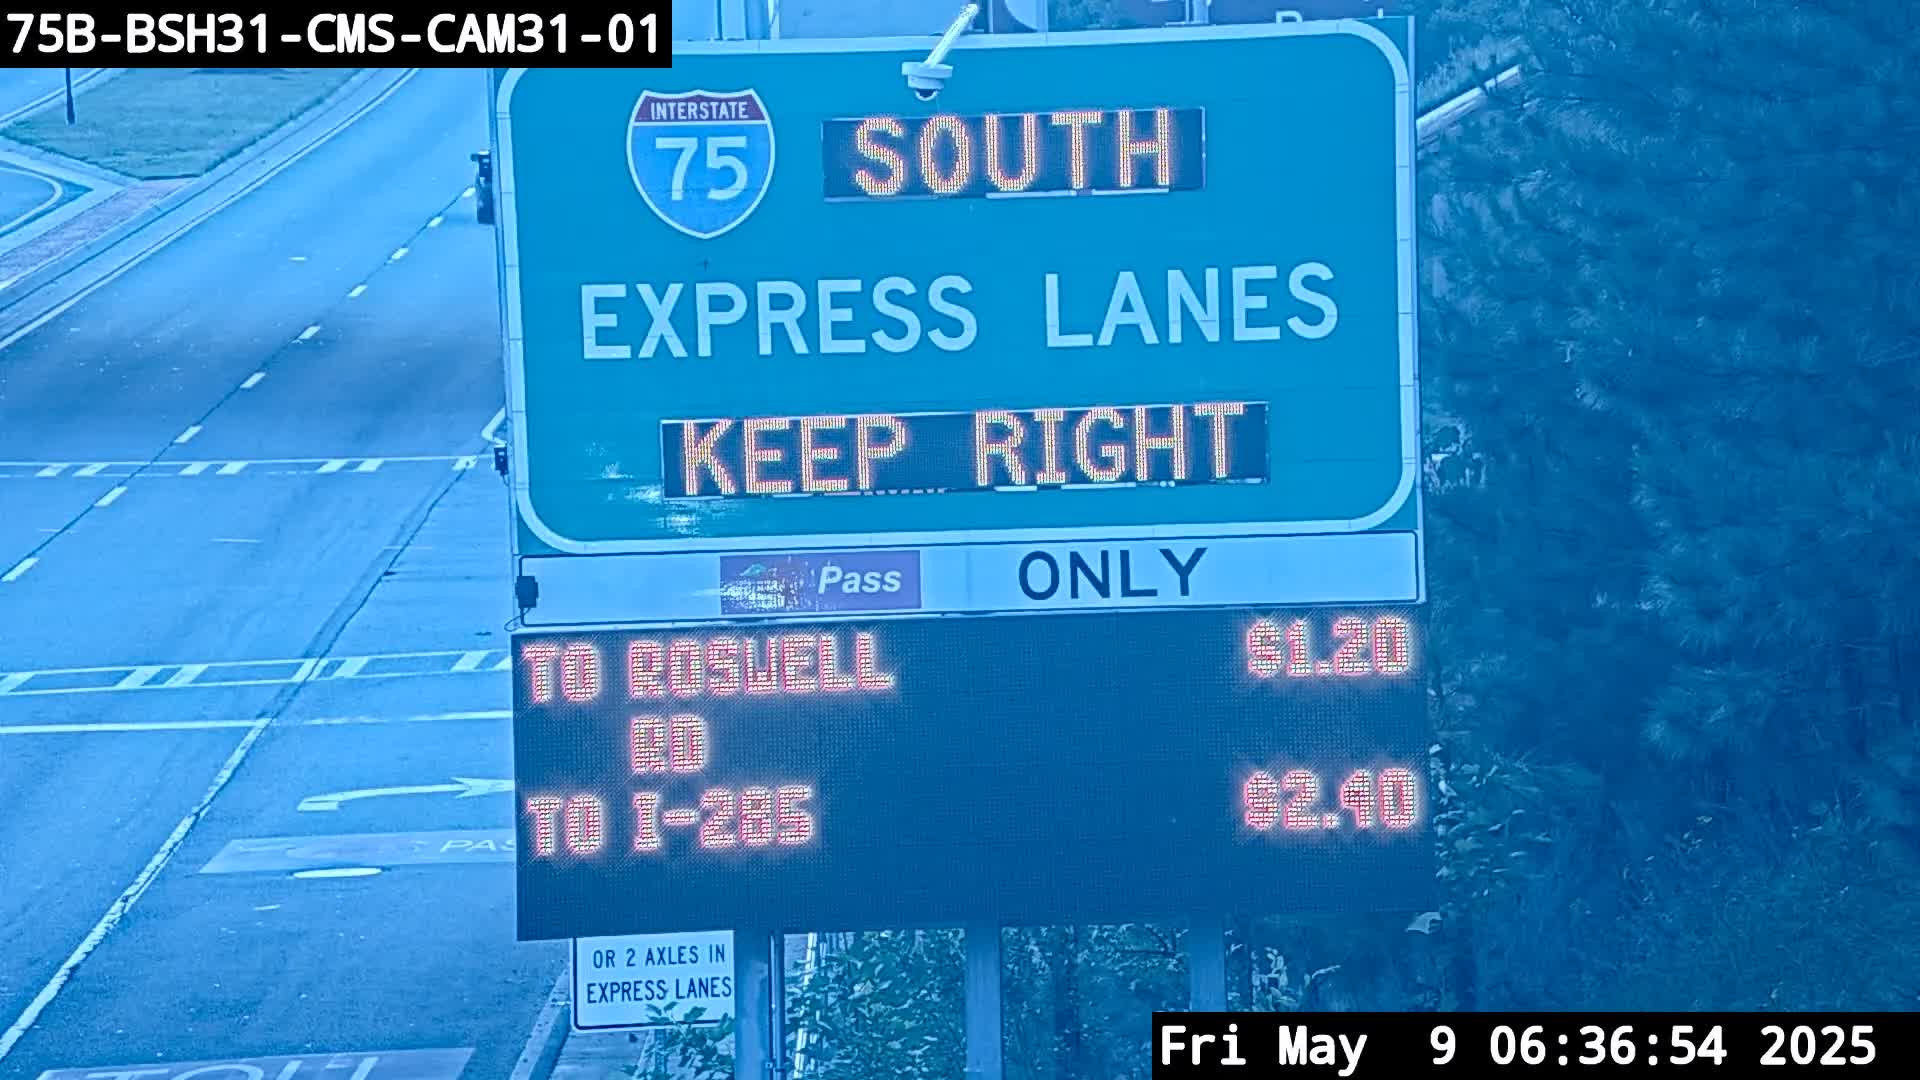 75B-BSH31-CMS-CAM31-01
INTERSTATE
75
SOUTH
EXPRESS LANES
KEEP RIGHT
Pass ONLY
TO ROSWELL $1.20
RD
TO I-285 $2.40
OR 2 AXLES IN
EXPRESS LANES
Fri May 9 06:36:54 2025